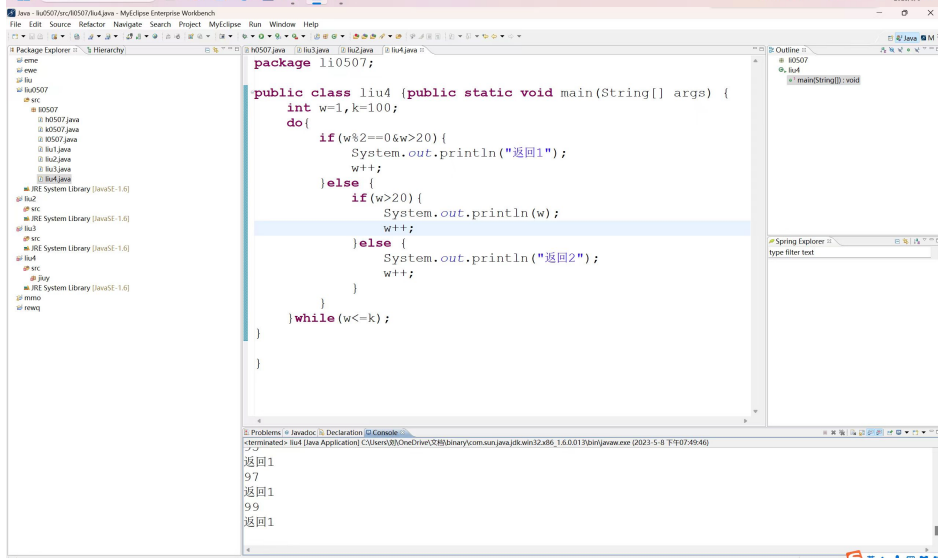 Java - liu0507/src/li0507/liu4.java - MyEclipse Enterprise Workbench
File Edit Source Refactor Navigate Search Project MyEclipse Run Window Help
Java
Package Explorer Hierarchy
eme
ewe
liu
liu0507
src
li0507
h0507.java
k0507.java
l0507.java
liu1.java
liu2.java
liu3.java
liu4.java
JRE System Library [JavaSE-1.6]
liu2
src
JRE System Library [JavaSE-1.6]
liu3
src
JRE System Library [JavaSE-1.6]
liu4
src
jiuy
JRE System Library [JavaSE-1.6]
mmo
rewq
h0507.java liu3.java liu2.java liu4.java
package li0507;
public class liu4 {public static void main(String[] args) {
int w=1,k=100;
do{
if(w%2==0&w>20){
System.out.println("返回1");
w++;
}else {
if(w>20){
System.out.println(w);
w++;
}else {
System.out.println("返回2");
w++;
}
}
}while(w<=k);
}
}
Outline
li0507
liu4
main(String[]) : void
Spring Explorer
type filter text
Problems Javadoc Declaration Console
<terminated> liu4 [Java Application] C:\Users\刘\OneDrive\文档\binary\com.sun.java.jdk.win32.x86_1.6.0.013\bin\javaw.exe (2023-5-8 下午07:49:46)
返回1
97
返回1
99
返回1